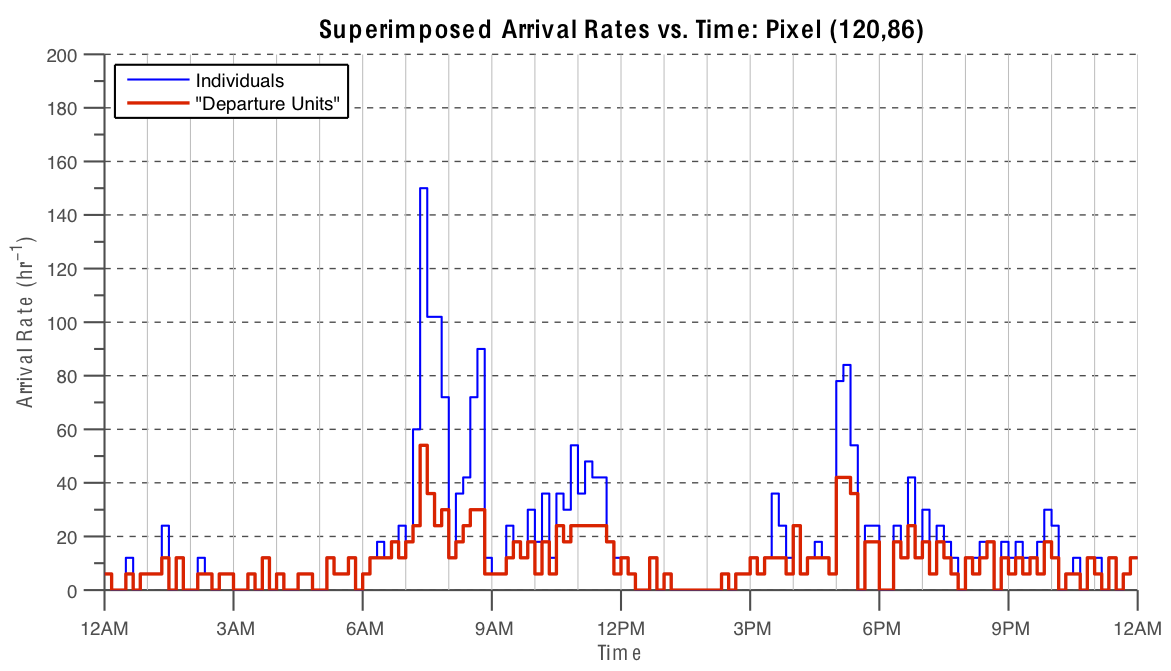 Superimposed Arrival Rates vs. Time: Pixel (120,86)
200
180
160
140
120
100
80
60
40
20
0
Arrival Rate (hr⁻¹)
Individuals
"Departure Units"
12AM 3AM 6AM 9AM 12PM 3PM 6PM 9PM 12AM
Time